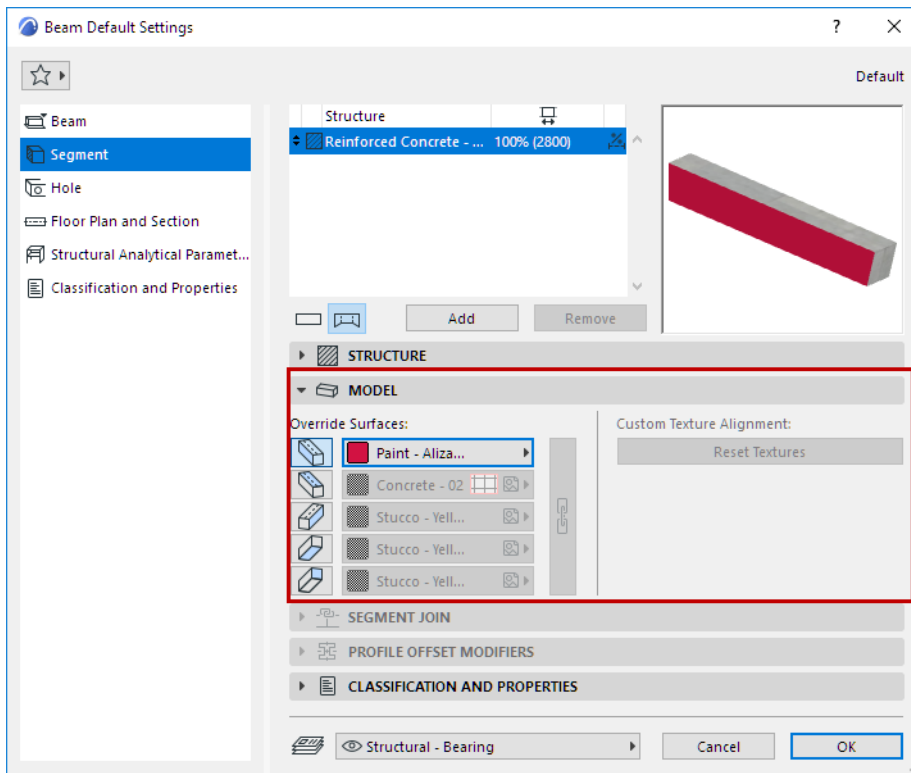 Beam Default Settings
?
Default
Beam
Segment
Hole
Floor Plan and Section
Structural Analytical Paramet...
Classification and Properties
Structure
Reinforced Concrete - ... 100% (2800)
Add
Remove
STRUCTURE
MODEL
Override Surfaces:
Custom Texture Alignment:
Paint - Aliza...
Reset Textures
Concrete - 02
Stucco - Yell...
Stucco - Yell...
Stucco - Yell...
SEGMENT JOIN
PROFILE OFFSET MODIFIERS
CLASSIFICATION AND PROPERTIES
Structural - Bearing
Cancel
OK